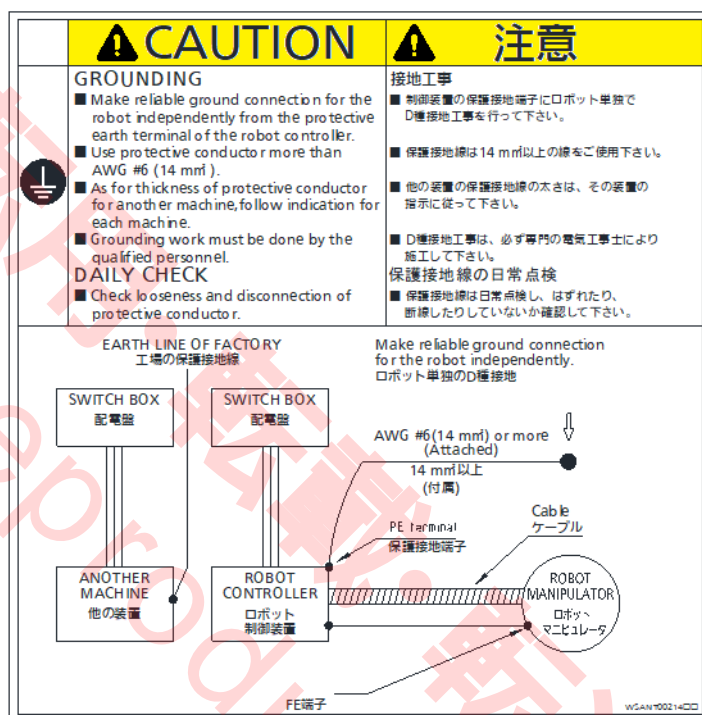 CAUTION
注意
GROUNDING
■ Make reliable ground connection for the
robot independently from the protective
earth terminal of the robot controller.
■ Use protective conductor more than
AWG #6 (14 m㎡).
■ As for thickness of protective conductor
for another machine,follow indication for
each machine.
■ Grounding work must be done by the
qualified personnel.
DAILY CHECK
■ Check looseness and disconnection of
protective conductor.
接地工事
■ 制御装置の保護接地端子にロボット単独で
D種接地工事を行って下さい。
■ 保護接地線は14 m㎡以上の線をご使用下さい。
■ 他の装置の保護接地線の太さは、その装置の
指示に従って下さい。
■ D種接地工事は、必ず専門の電気工事士により
施工して下さい。
保護接地線の日常点検
■ 保護接地線は日常点検し、はずれたり、
断線したりしていないか確認して下さい。
EARTH LINE OF FACTORY
工場の保護接地線
Make reliable ground connection
for the robot independently.
ロボット単独のD種接地
SWITCH BOX
配電盤
SWITCH BOX
配電盤
AWG #6(14 m㎡) or more
(Attached)
14 m㎡以上
(付属)
PE terminal
保護接地端子
Cable
ケーブル
ANOTHER
MACHINE
他の装置
ROBOT
CONTROLLER
ロボット
制御装置
ROBOT
MANIPULATOR
ロボット
マニピュレータ
FE端子
転載